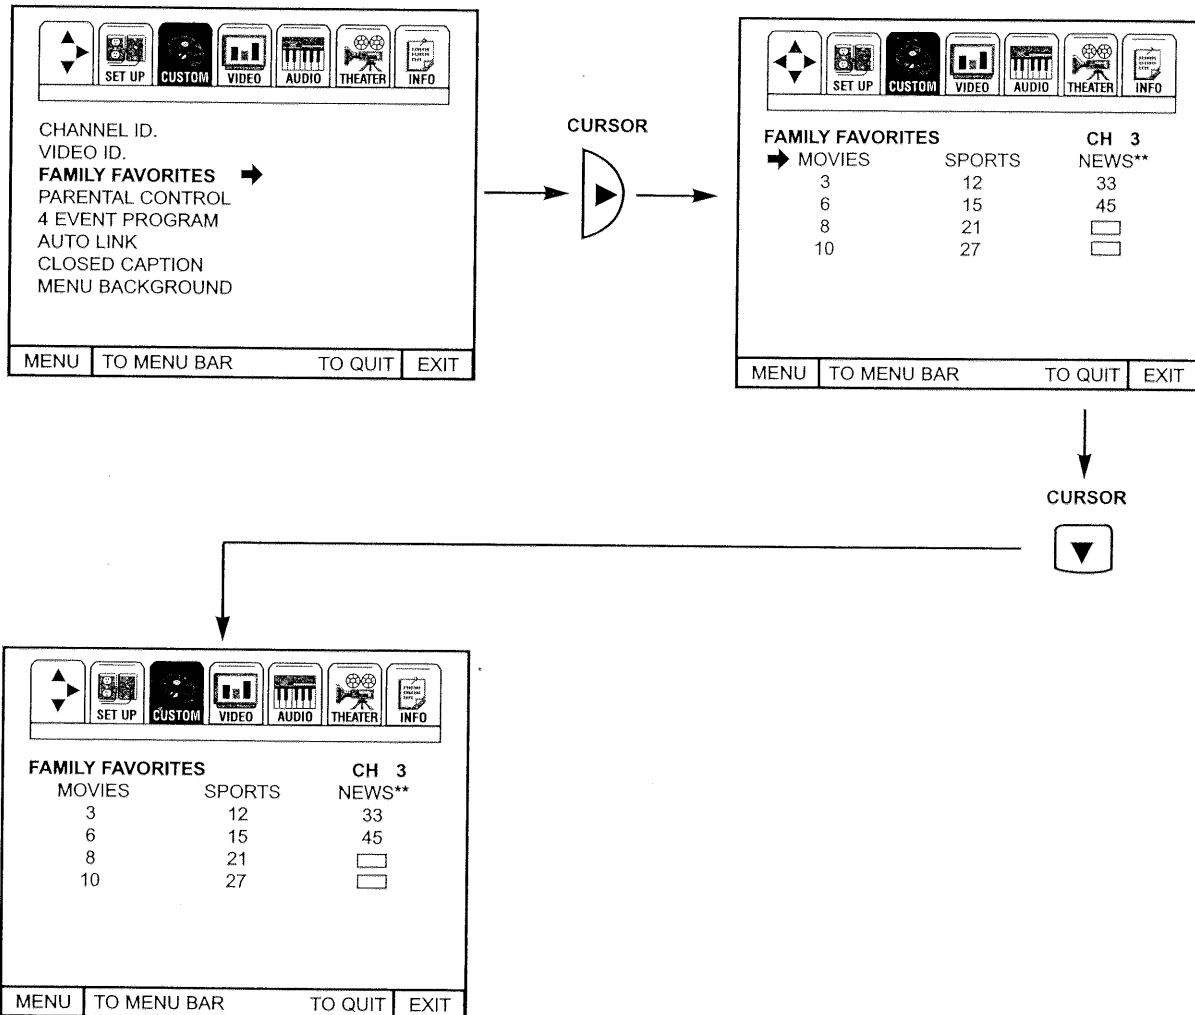 SET UP CUSTOM VIDEO AUDIO THEATER INFO
CHANNEL ID.
VIDEO ID.
FAMILY FAVORITES
PARENTAL CONTROL
4 EVENT PROGRAM
AUTO LINK
CLOSED CAPTION
MENU BACKGROUND
MENU TO MENU BAR TO QUIT EXIT
CURSOR
SET UP CUSTOM VIDEO AUDIO THEATER INFO
FAMILY FAVORITES CH 3
MOVIES SPORTS NEWS**
3 12 33
6 15 45
8 21
10 27
MENU TO MENU BAR TO QUIT EXIT
CURSOR
SET UP CUSTOM VIDEO AUDIO THEATER INFO
FAMILY FAVORITES CH 3
MOVIES SPORTS NEWS**
3 12 33
6 15 45
8 21
10 27
MENU TO MENU BAR TO QUIT EXIT